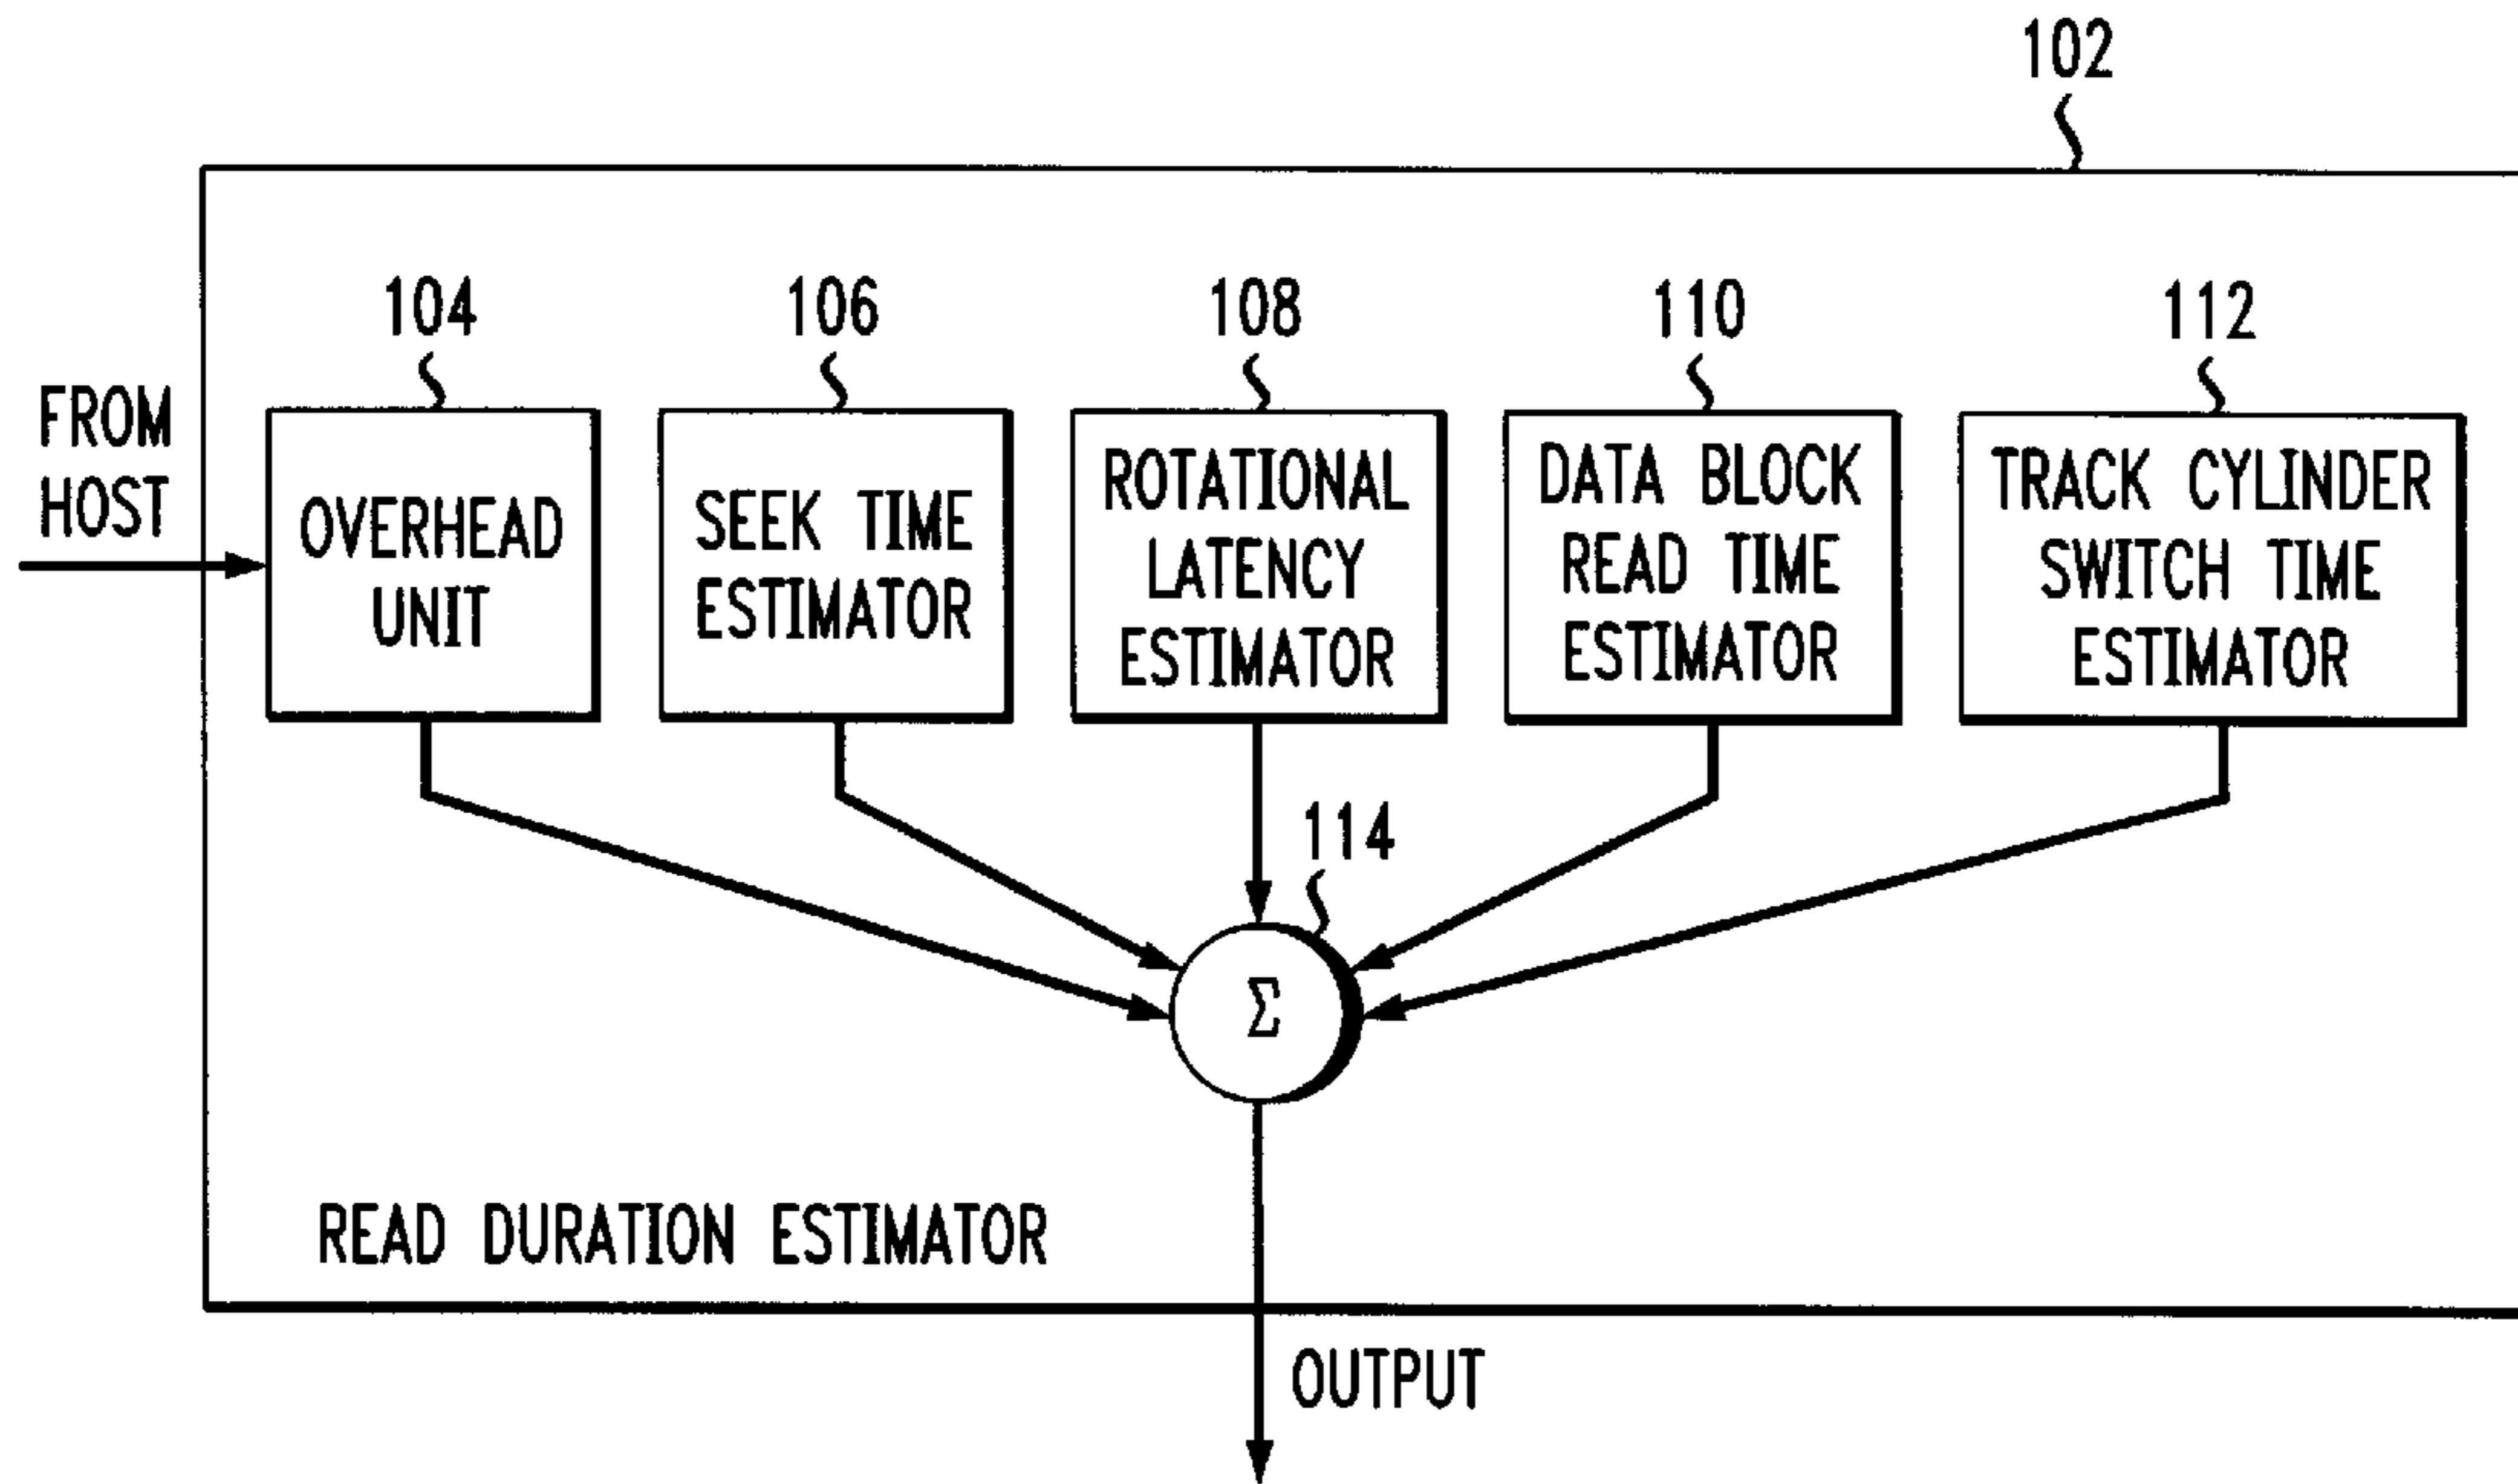 102
104
106
108
110
112
FROM
HOST
OVERHEAD
UNIT
SEEK TIME
ESTIMATOR
ROTATIONAL
LATENCY
ESTIMATOR
DATA BLOCK
READ TIME
ESTIMATOR
TRACK CYLINDER
SWITCH TIME
ESTIMATOR
114
Σ
READ DURATION ESTIMATOR
OUTPUT